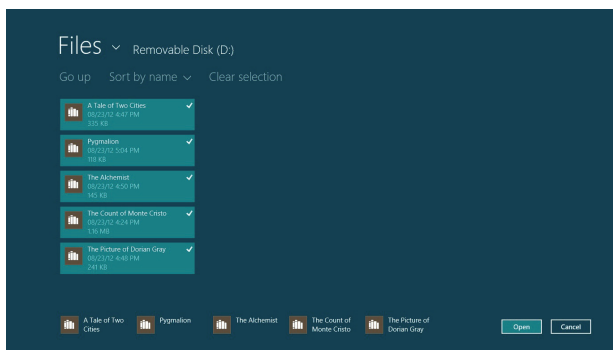 Files Removable Disk (D:)
Go up Sort by name Clear selection
A Tale of Two Cities
08/23/12 4:47 PM
335 KB
Pygmalion
08/23/12 5:04 PM
118 KB
The Alchemist
08/23/12 4:50 PM
145 KB
The Count of Monte Cristo
08/23/12 4:24 PM
1.16 MB
The Picture of Dorian Gray
08/23/12 4:48 PM
241 KB
A Tale of Two
Cities
Pygmalion
The Alchemist
The Count of
Monte Cristo
The Picture of
Dorian Gray
Open
Cancel